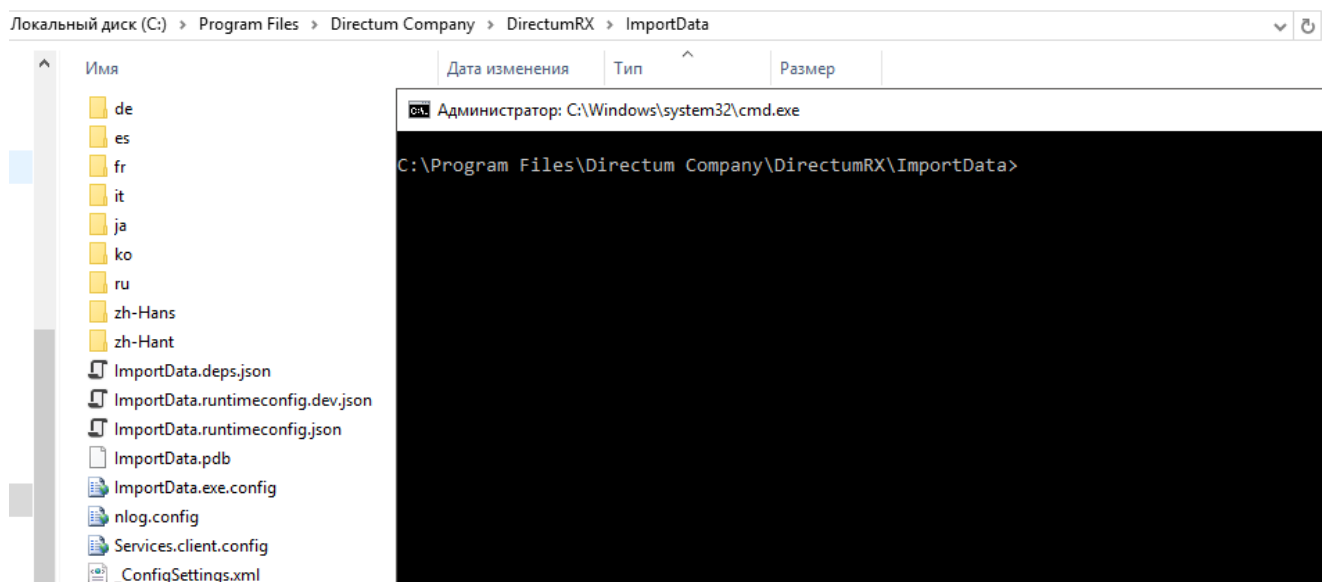 Локальный диск (C:) > Program Files > Directum Company > DirectumRX > ImportData
Имя Дата изменения Тип Размер
de
es
fr
it
ja
ko
ru
zh-Hans
zh-Hant
ImportData.deps.json
ImportData.runtimeconfig.dev.json
ImportData.runtimeconfig.json
ImportData.pdb
ImportData.exe.config
nlog.config
Services.client.config
_ConfigSettings.xml
Администратор: C:\Windows\system32\cmd.exe
C:\Program Files\Directum Company\DirectumRX\ImportData>